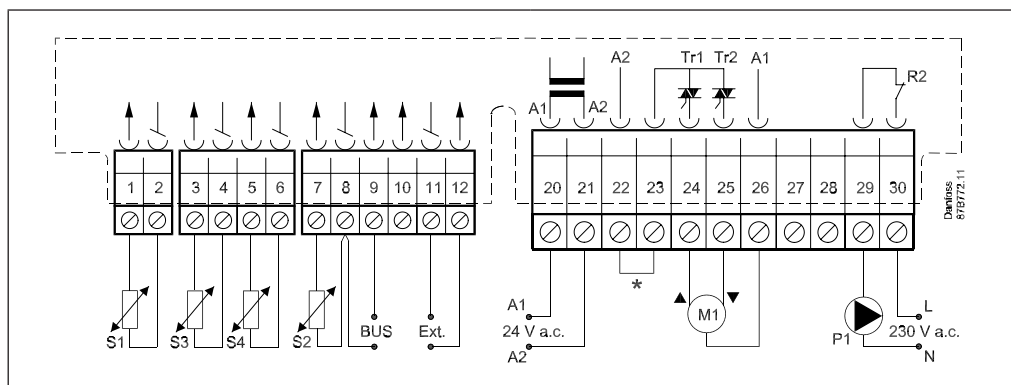 A2 Tr1 Tr2 A1
R2
A1 A2
1 2 3 4 5 6 7 8 9 10 11 12
20 21 22 23 24 25 26 27 28 29 30
Danfoss
87B772.11
*
S1 S3 S4 S2 BUS Ext.
A1
24 V a.c.
A2
M1
P1
L
230 V a.c.
N